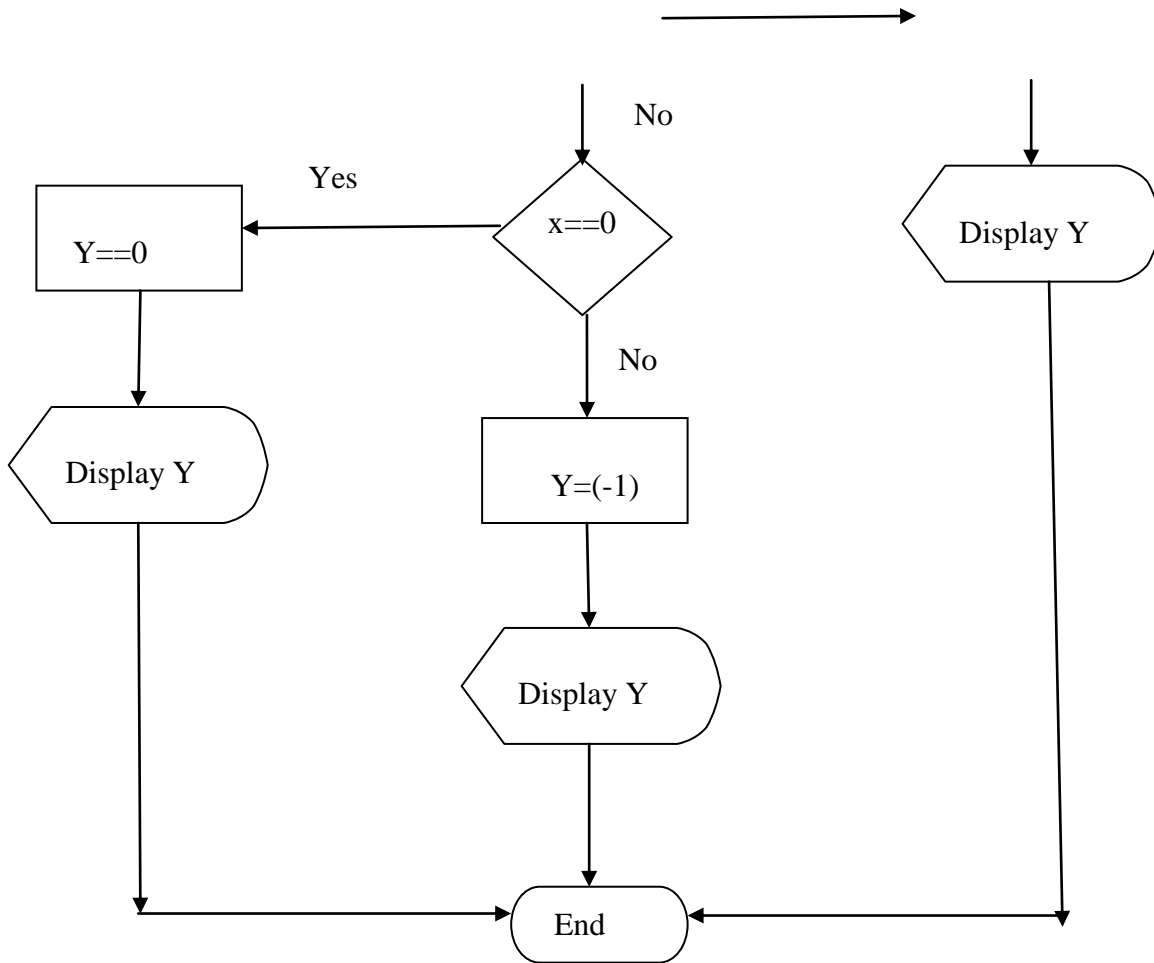 No
Yes
x==0
Display Y
Y==0
No
Display Y
Y=(-1)
Display Y
End